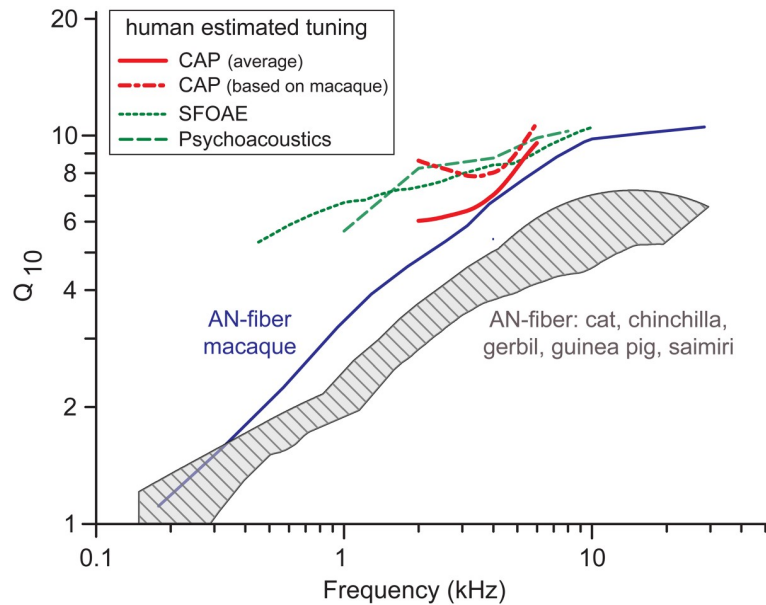 20
human estimated tuning
CAP (average)
CAP (based on macaque)
SFOAE
Psychoacoustics
10
8
6
4
2
1
Q10
AN-fiber
macaque
AN-fiber: cat, chinchilla,
gerbil, guinea pig, saimiri
0.1
1
10
Frequency (kHz)